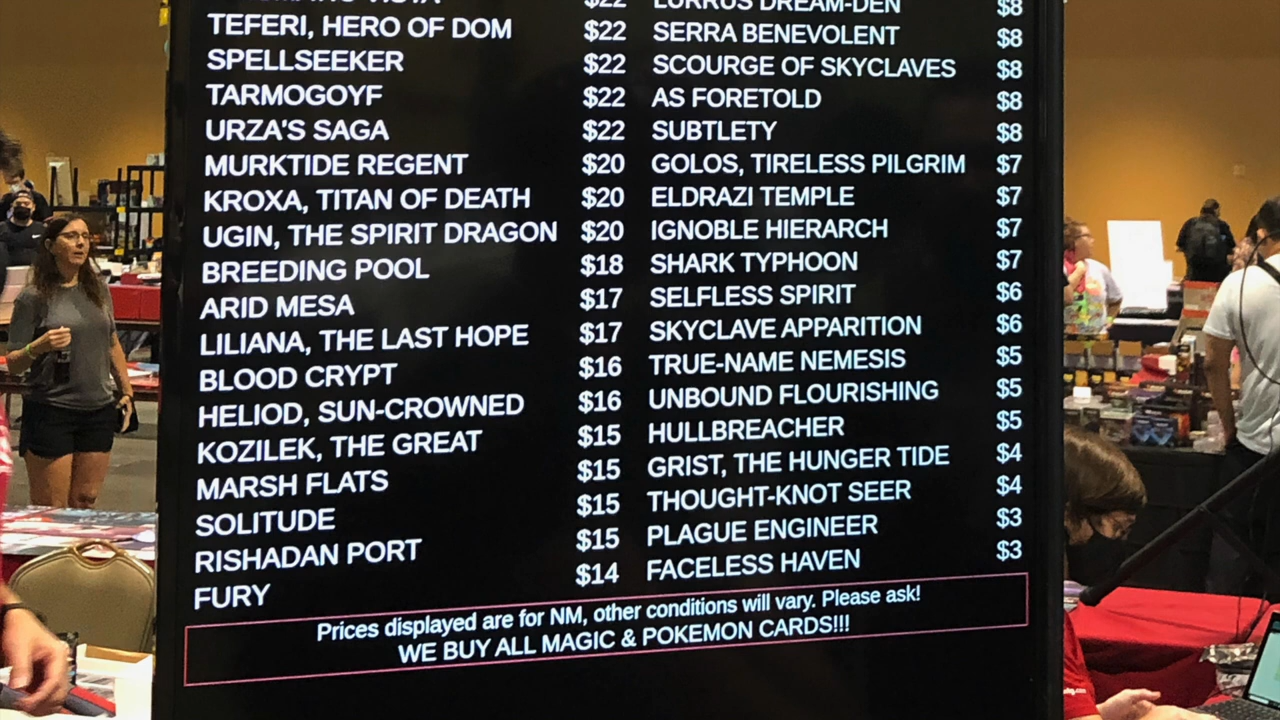 $22 LURRUS DREAM-DEN $8
TEFERI, HERO OF DOM $22 SERRA BENEVOLENT $8
SPELLSEEKER $22 SCOURGE OF SKYCLAVES $8
TARMOGOYF $22 AS FORETOLD $8
URZA'S SAGA $22 SUBTLETY $8
MURKTIDE REGENT $20 GOLOS, TIRELESS PILGRIM $7
KROXA, TITAN OF DEATH $20 ELDRAZI TEMPLE $7
UGIN, THE SPIRIT DRAGON $20 IGNOBLE HIERARCH $7
BREEDING POOL $18 SHARK TYPHOON $7
ARID MESA $17 SELFLESS SPIRIT $6
LILIANA, THE LAST HOPE $17 SKYCLAVE APPARITION $6
BLOOD CRYPT $16 TRUE-NAME NEMESIS $5
HELIOD, SUN-CROWNED $16 UNBOUND FLOURISHING $5
KOZILEK, THE GREAT $15 HULLBREACHER $5
MARSH FLATS $15 GRIST, THE HUNGER TIDE $4
SOLITUDE $15 THOUGHT-KNOT SEER $4
RISHADAN PORT $15 PLAGUE ENGINEER $3
FURY $14 FACELESS HAVEN $3
Prices displayed are for NM, other conditions will vary. Please ask!
WE BUY ALL MAGIC & POKEMON CARDS!!!